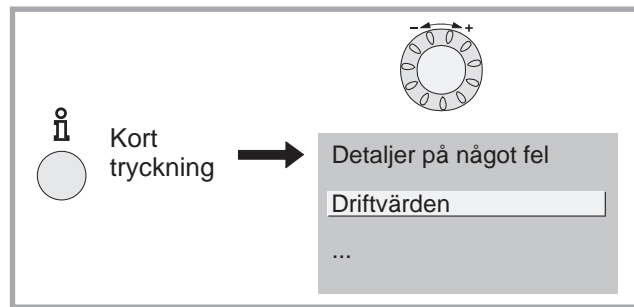 − +
Kort
tryckning
Detaljer på något fel
Driftvärden
...